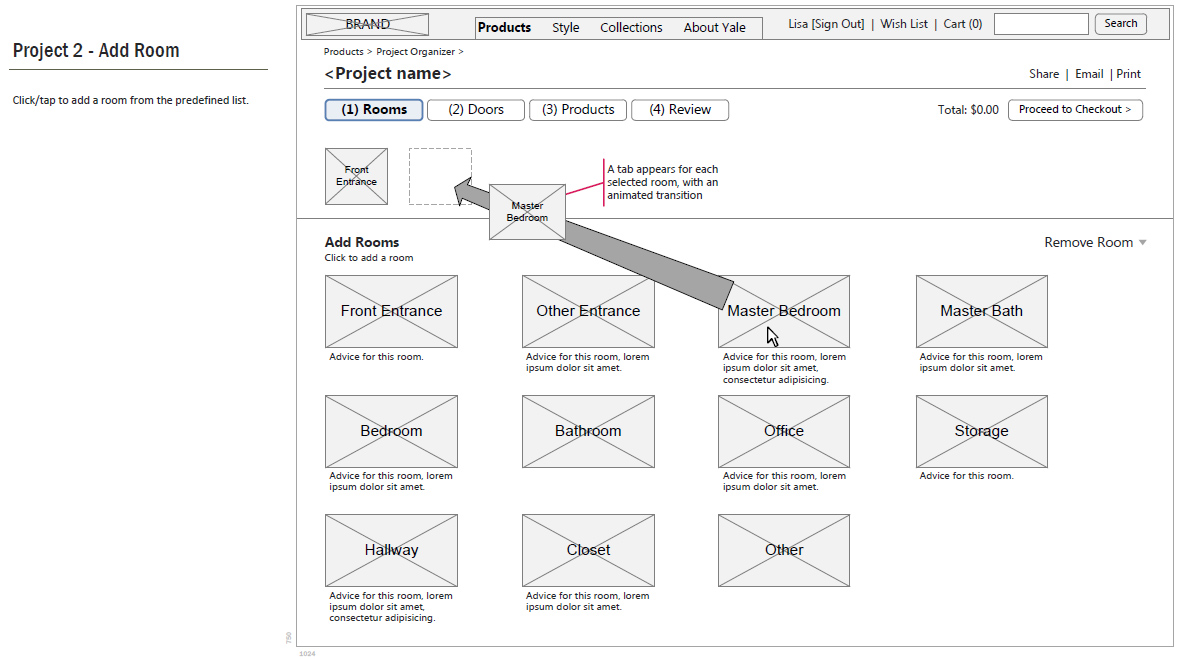 Project 2 - Add Room
Click/tap to add a room from the predefined list.
BRAND
Products Style Collections About Yale
Lisa [Sign Out] | Wish List | Cart (0)
Search
Products > Project Organizer >
<Project name>
Share | Email | Print
(1) Rooms
(2) Doors
(3) Products
(4) Review
Total: $0.00
Proceed to Checkout >
Front
Entrance
Master
Bedroom
A tab appears for each
selected room, with an
animated transition
Add Rooms
Click to add a room
Remove Room
Front Entrance
Advice for this room.
Other Entrance
Advice for this room, lorem
ipsum dolor sit amet.
Master Bedroom
Advice for this room, lorem
ipsum dolor sit amet,
consectetur adipisicing.
Master Bath
Advice for this room, lorem
ipsum dolor sit amet.
Bedroom
Advice for this room, lorem
ipsum dolor sit amet.
Bathroom
Office
Advice for this room, lorem
ipsum dolor sit amet.
Storage
Advice for this room.
Hallway
Advice for this room, lorem
ipsum dolor sit amet,
consectetur adipisicing.
Closet
Advice for this room, lorem
ipsum dolor sit amet.
Other
750
1024